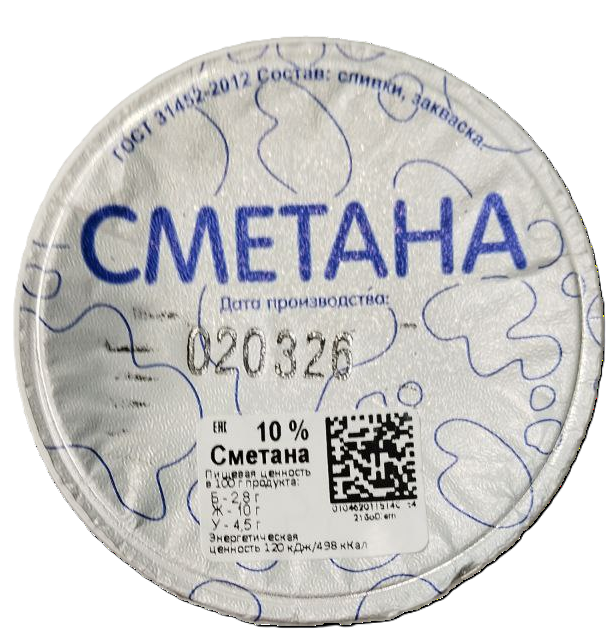 ГОСТ 31452-2012 Состав: сливки, закваска.
СМЕТАНА
Дата производства:
020326
ЕАС 10 %
Сметана
Пищевая ценность
в 100 г продукта:
Б - 2,8 г
Ж - 10 г
У - 4,5 г
Энергетическая
ценность 120 кДж/498 кКал